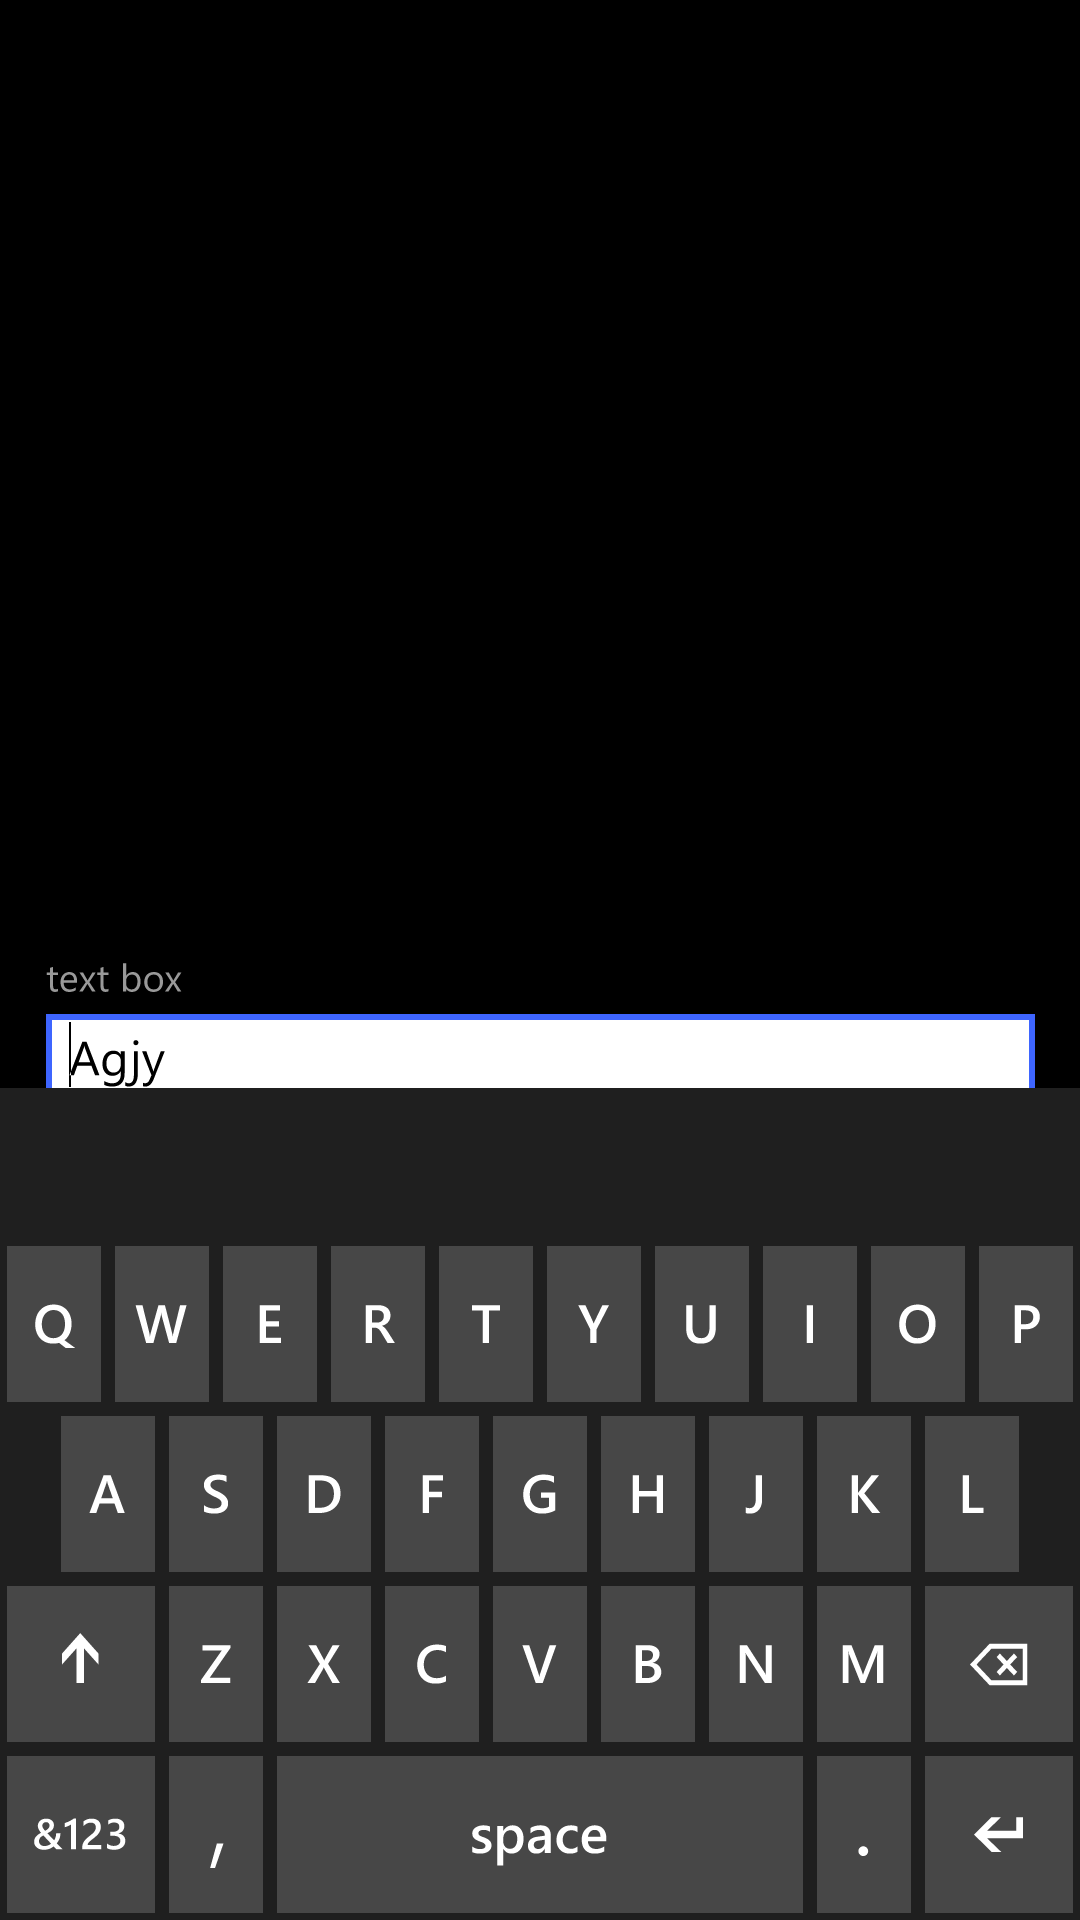 text box
Agjy
Q W E R T Y U I O P
A S D F G H J K L
Z X C V B N M
&123 , space .